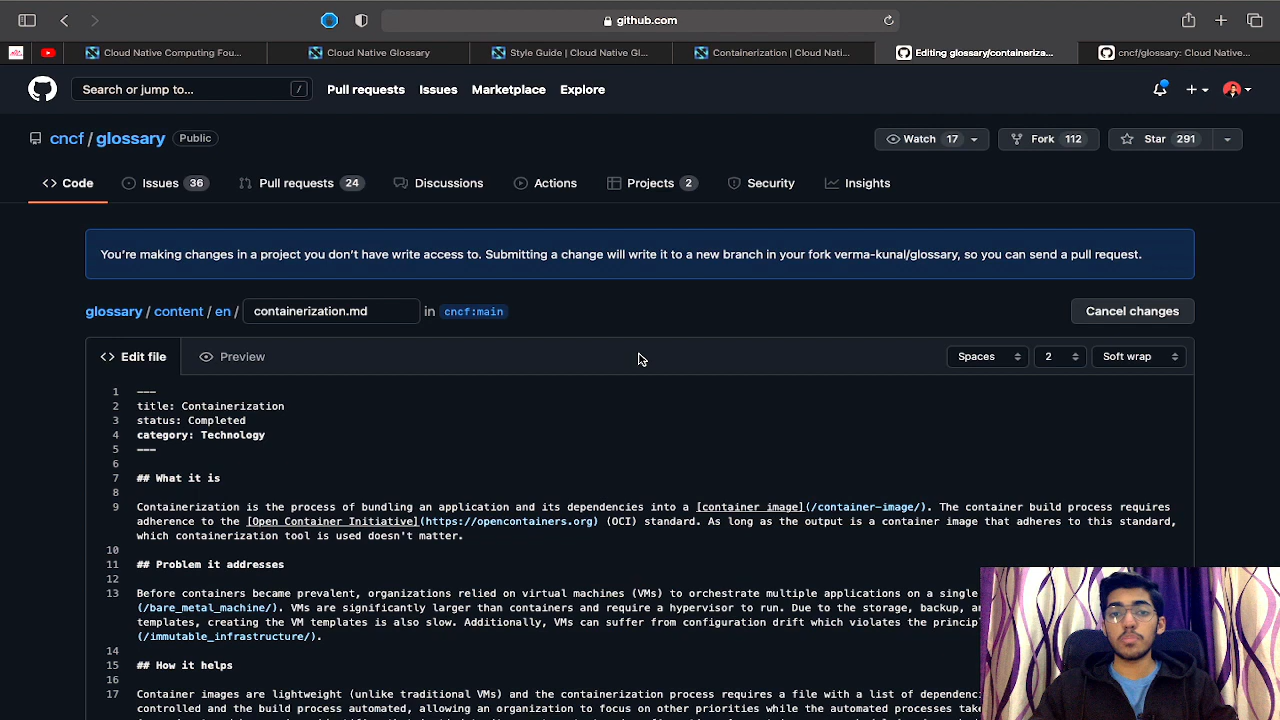 github.com
Cloud Native Computing Fou...
Cloud Native Glossary
Style Guide | Cloud Native Gl...
Containerization | Cloud Nati...
Editing glossary/containeriza...
cncf/glossary: Cloud Native...
Search or jump to... /
Pull requests Issues Marketplace Explore
cncf / glossary Public
Watch 17 Fork 112 Star 291
<> Code Issues 36 Pull requests 24 Discussions Actions Projects 2 Security Insights
You're making changes in a project you don't have write access to. Submitting a change will write it to a new branch in your fork verma-kunal/glossary, so you can send a pull request.
glossary / content / en / containerization.md in cncf:main Cancel changes
<> Edit file Preview Spaces 2 Soft wrap
1 ---
2 title: Containerization
3 status: Completed
4 category: Technology
5 ---
6
7 ## What it is
8
9 Containerization is the process of bundling an application and its dependencies into a [container image](/container-image/). The container build process requires
adherence to the [Open Container Initiative](https://opencontainers.org) (OCI) standard. As long as the output is a container image that adheres to this standard,
which containerization tool is used doesn't matter.
10
11 ## Problem it addresses
12
13 Before containers became prevalent, organizations relied on virtual machines (VMs) to orchestrate multiple applications on a single
(/bare_metal_machine/). VMs are significantly larger than containers and require a hypervisor to run. Due to the storage, backup, an
templates, creating the VM templates is also slow. Additionally, VMs can suffer from configuration drift which violates the princip
(/immutable_infrastructure/).
14
15 ## How it helps
16
17 Container images are lightweight (unlike traditional VMs) and the containerization process requires a file with a list of dependenc
controlled and the build process automated, allowing an organization to focus on other priorities while the automated processes take